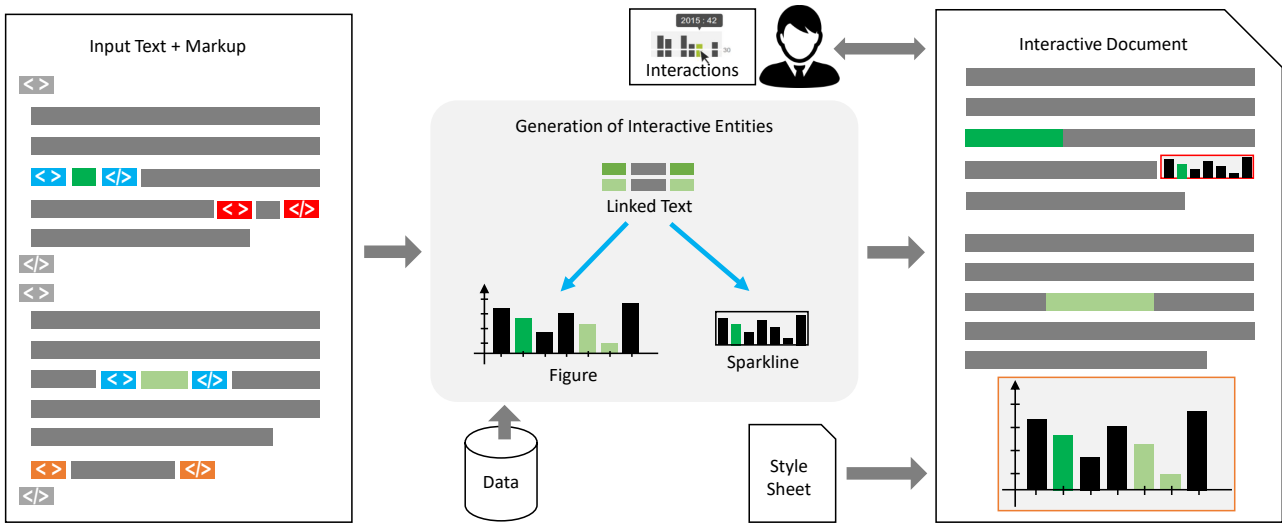 Input Text + Markup
< >
< > </>
< > </>
</>
< >
< > </>
< > </>
</>
2015 : 42
30
Interactions
Generation of Interactive Entities
Linked Text
Figure
Sparkline
Data
Style
Sheet
Interactive Document